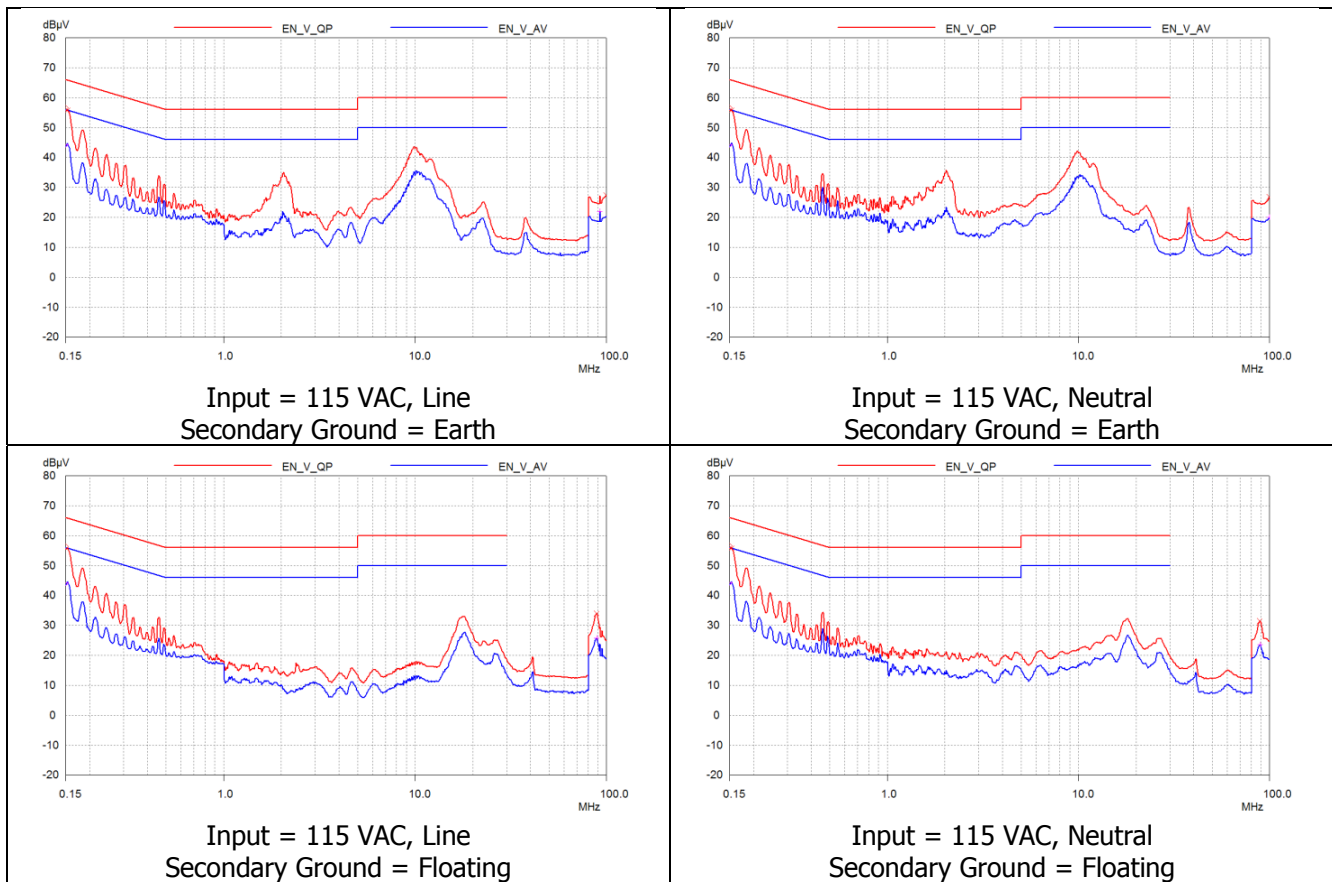 dBµV
EN_V_QP EN_V_AV
80
70
60
50
40
30
20
10
0
-10
-20
0.15 1.0 10.0 100.0
MHz
Input = 115 VAC, Line
Secondary Ground = Earth
dBµV
EN_V_QP EN_V_AV
80
70
60
50
40
30
20
10
0
-10
-20
0.15 1.0 10.0 100.0
MHz
Input = 115 VAC, Neutral
Secondary Ground = Earth
dBµV
EN_V_QP EN_V_AV
80
70
60
50
40
30
20
10
0
-10
-20
0.15 1.0 10.0 100.0
MHz
Input = 115 VAC, Line
Secondary Ground = Floating
dBµV
EN_V_QP EN_V_AV
80
70
60
50
40
30
20
10
0
-10
-20
0.15 1.0 10.0 100.0
MHz
Input = 115 VAC, Neutral
Secondary Ground = Floating